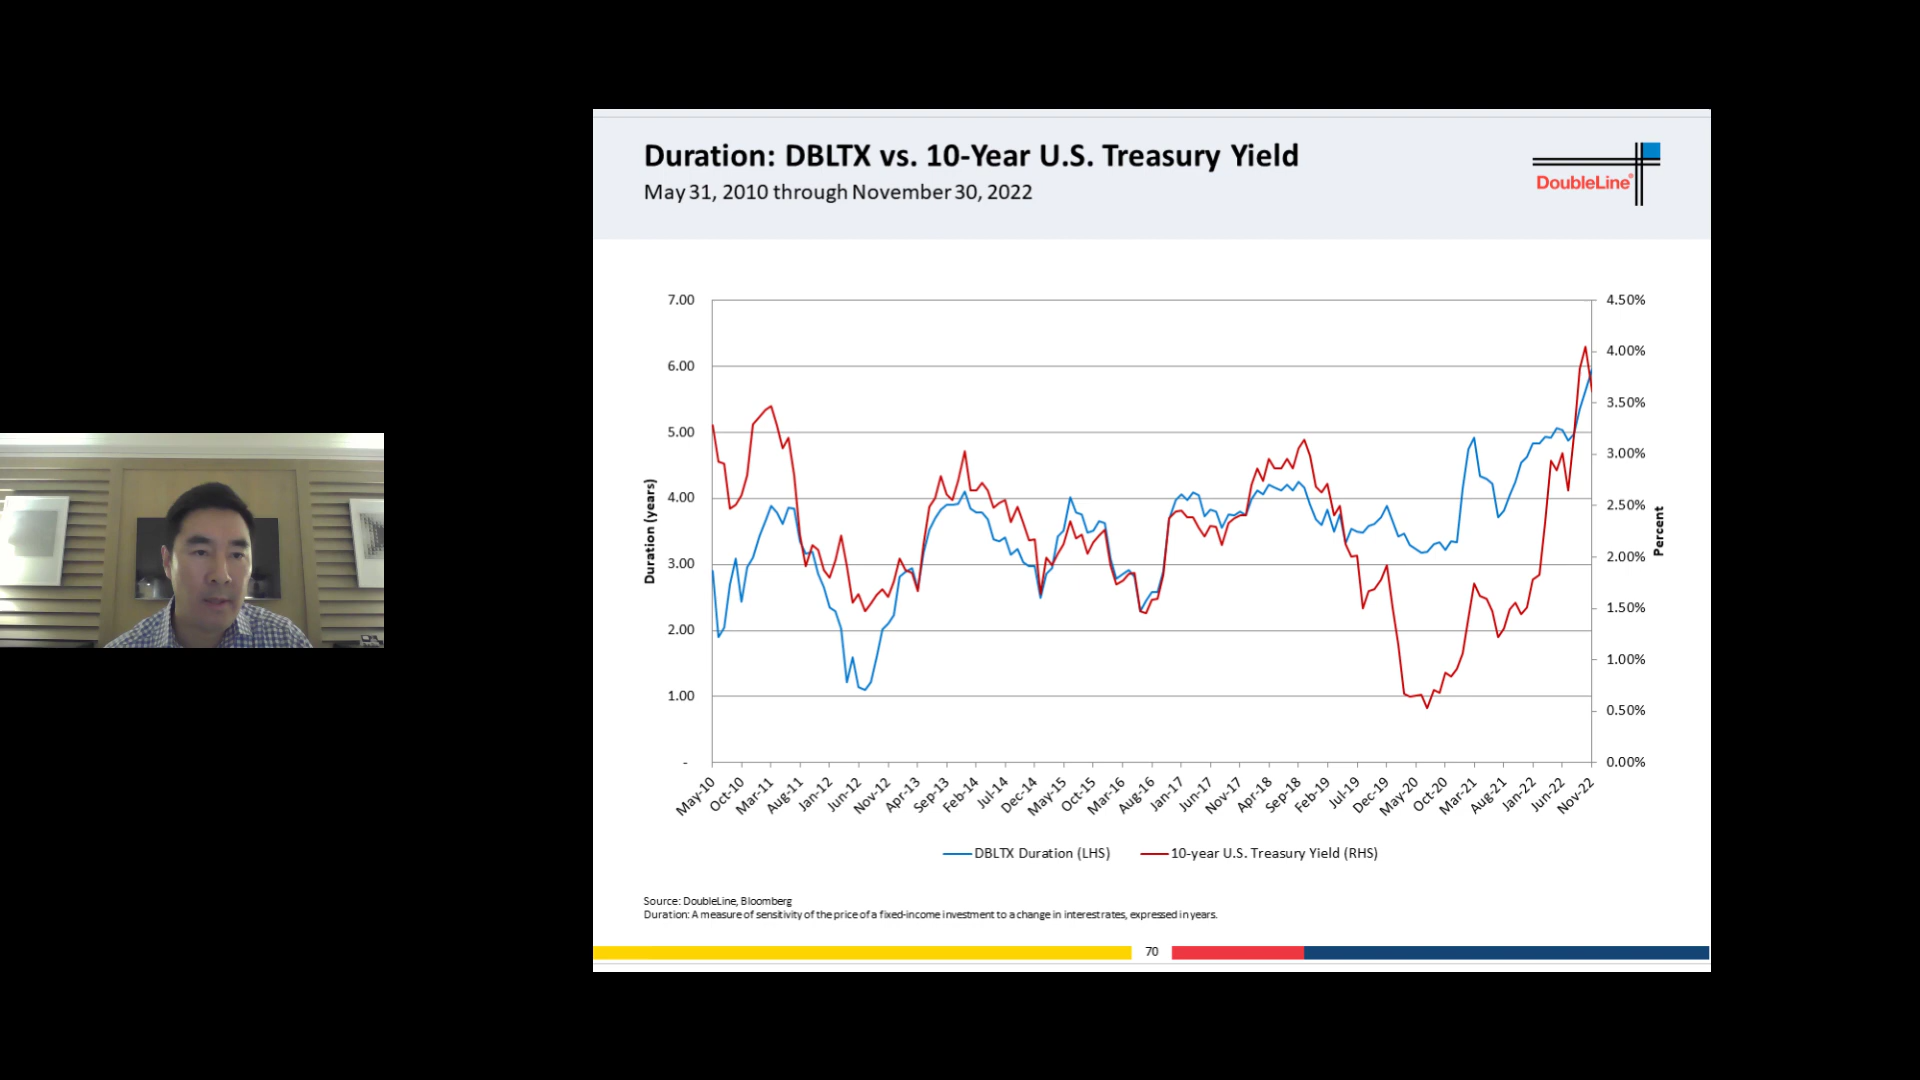 Duration: DBLTX vs. 10-Year U.S. Treasury Yield
May 31, 2010 through November 30, 2022
DoubleLine®
7.00
6.00
5.00
4.00
3.00
2.00
1.00
-
Duration (years)
4.50%
4.00%
3.50%
3.00%
2.50%
2.00%
1.50%
1.00%
0.50%
0.00%
Percent
May-10
Oct-10
Mar-11
Aug-11
Jan-12
Jun-12
Nov-12
Apr-13
Sep-13
Feb-14
Jul-14
Dec-14
May-15
Oct-15
Mar-16
Aug-16
Jan-17
Jun-17
Nov-17
Apr-18
Sep-18
Feb-19
Jul-19
Dec-19
May-20
Oct-20
Mar-21
Aug-21
Jan-22
Jun-22
Nov-22
DBLTX Duration (LHS)
10-year U.S. Treasury Yield (RHS)
Source: DoubleLine, Bloomberg
Duration: A measure of sensitivity of the price of a fixed-income investment to a change in interest rates, expressed in years.
70